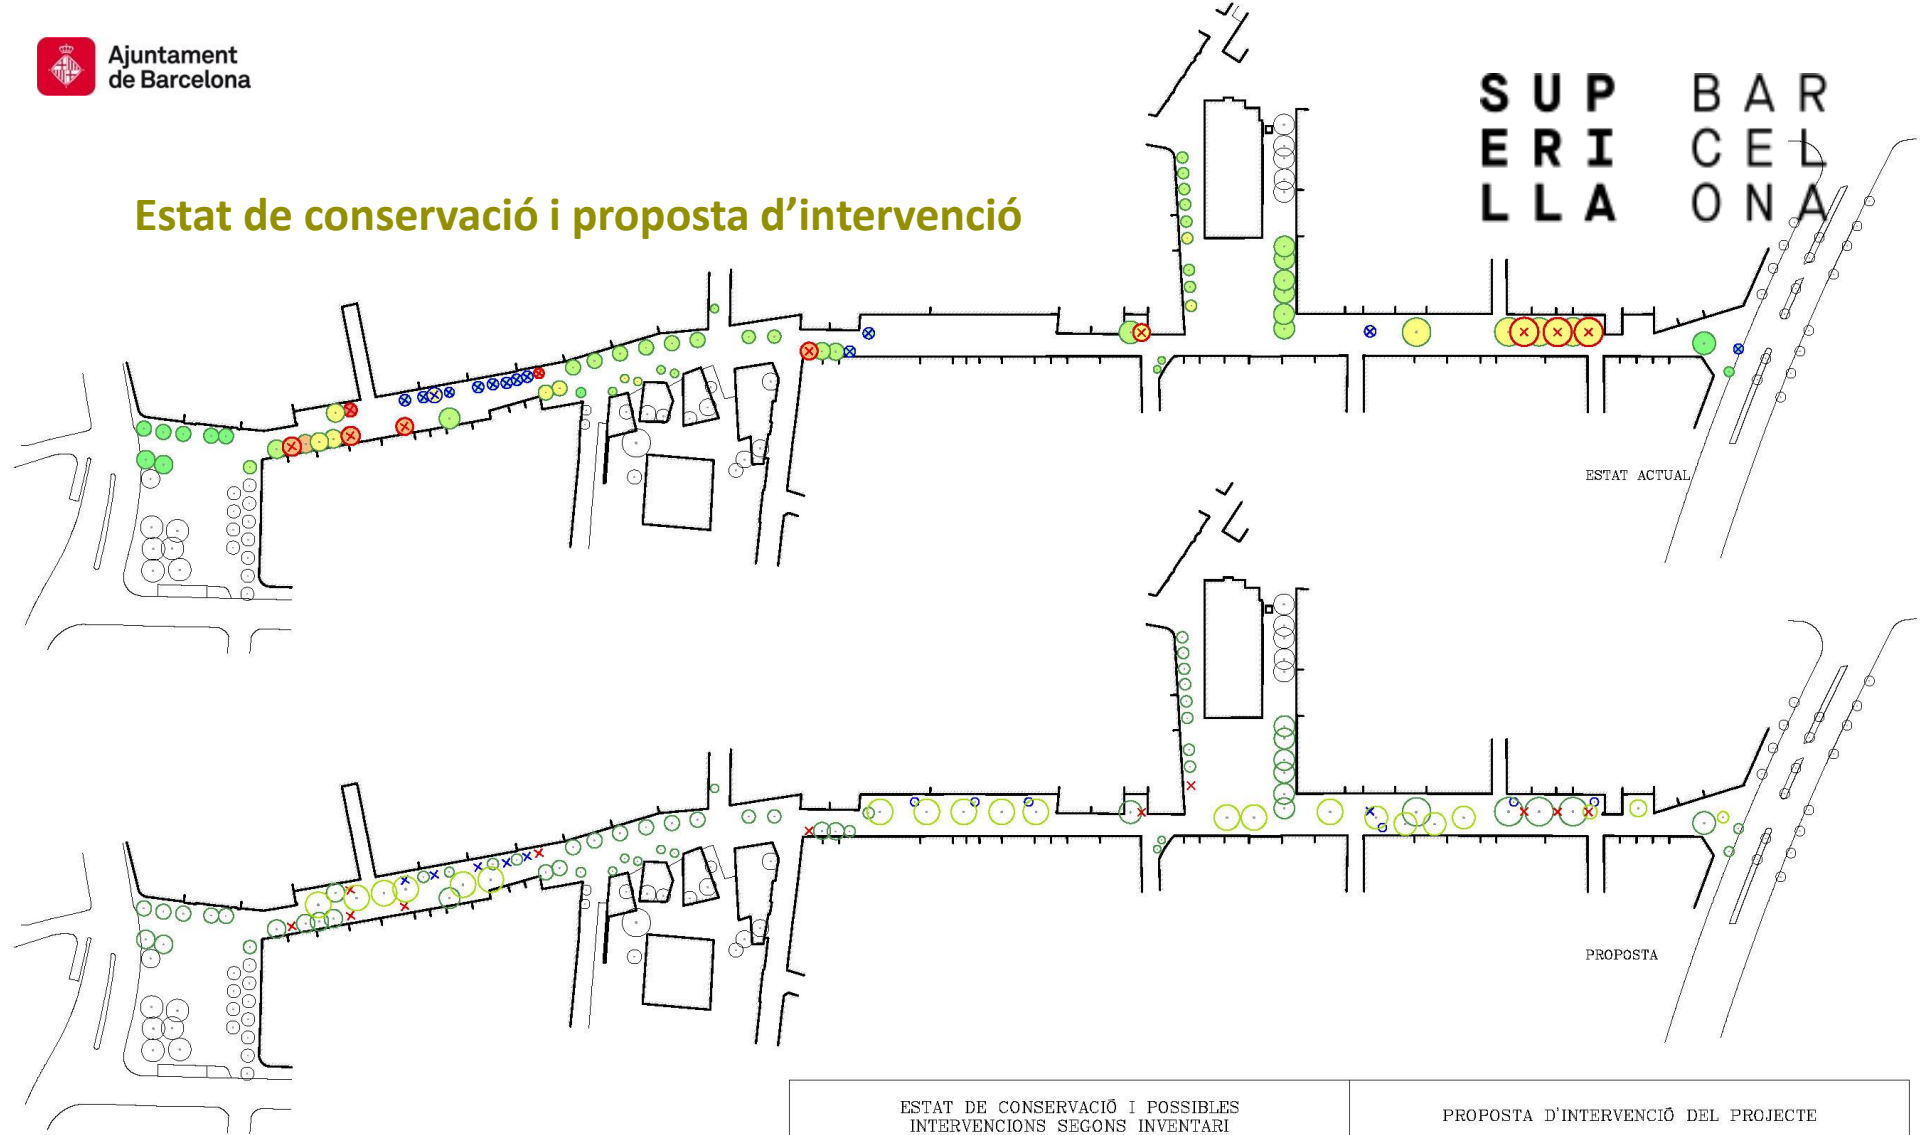 Ajuntament
de Barcelona
SUP BAR
ERI CEL
LLA ONA
Estat de conservació i proposta d’intervenció
ESTAT ACTUAL
PROPOSTA
ESTAT DE CONSERVACIÓ I POSSIBLES
INTERVENCIONS SEGONS INVENTARI
PROPOSTA D'INTERVENCIÓ DEL PROJECTE